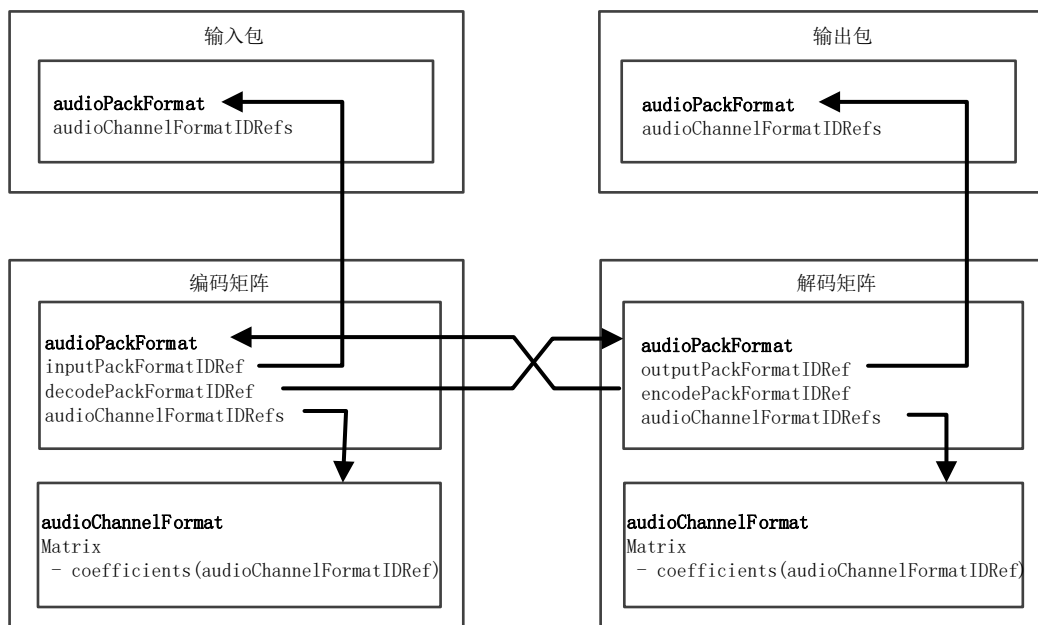 输入包
audioPackFormat
audioChannelFormatIDRefs
输出包
audioPackFormat
audioChannelFormatIDRefs
编码矩阵
audioPackFormat
inputPackFormatIDRef
decodePackFormatIDRef
audioChannelFormatIDRefs
audioChannelFormat
Matrix
- coefficients(audioChannelFormatIDRef)
解码矩阵
audioPackFormat
outputPackFormatIDRef
encodePackFormatIDRef
audioChannelFormatIDRefs
audioChannelFormat
Matrix
- coefficients(audioChannelFormatIDRef)